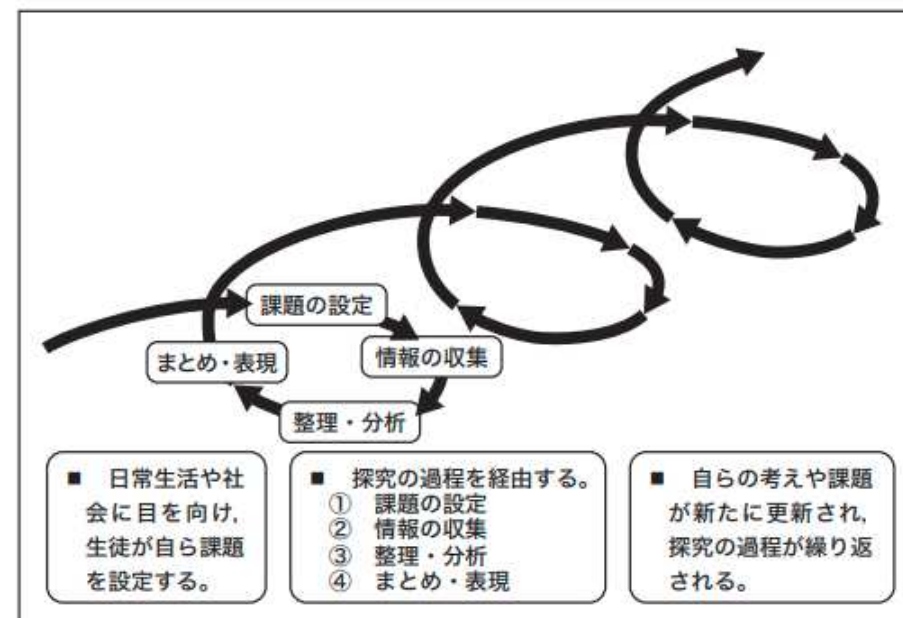 課題の設定
まとめ・表現
情報の収集
整理・分析
■ 日常生活や社
会に目を向け,
生徒が自ら課題
を設定する。
■ 探究の過程を経由する。
① 課題の設定
② 情報の収集
③ 整理・分析
④ まとめ・表現
■ 自らの考えや課題
が新たに更新され,
探究の過程が繰り返
される。